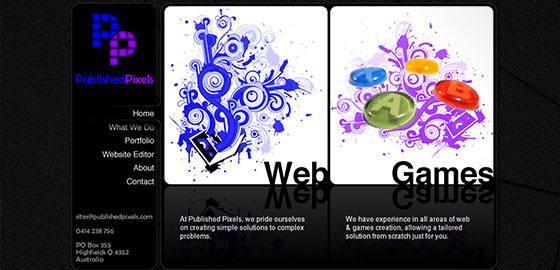 PublishedPixels
Home
What We Do
Portfolio
Website Editor
About
Contact
sites@publishedpixels.com
0414 238 756
PO Box 355
Highfields Q 4352
Australia
Web
At Published Pixels, we pride ourselves
on creating simple solutions to complex
problems.
A
B
Games
We have experience in all areas of web
& games creation, allowing a tailored
solution from scratch just for you.